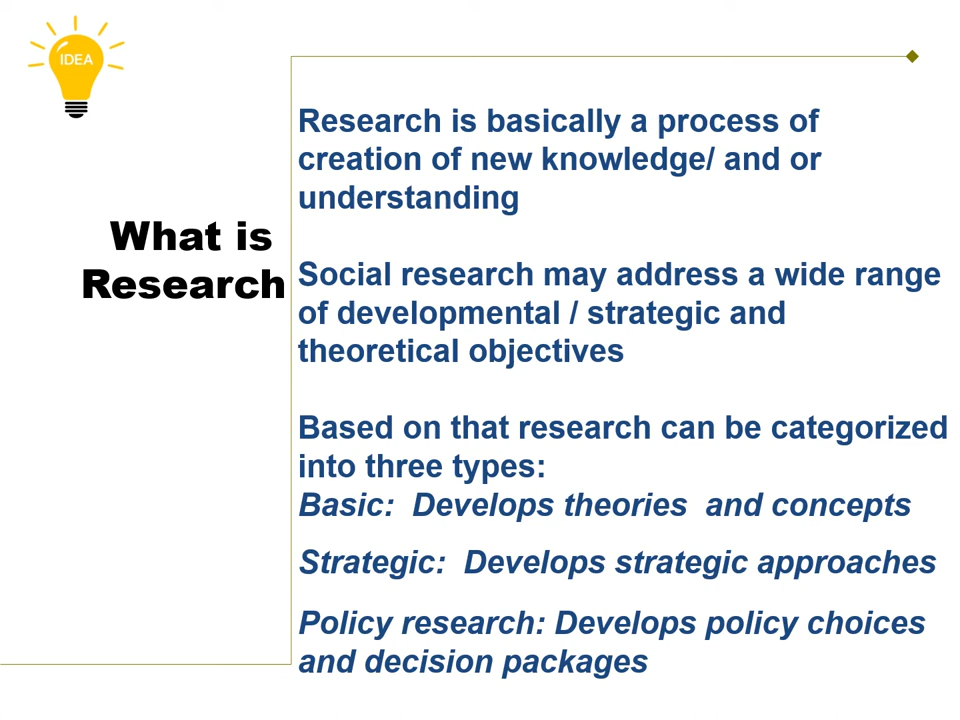 IDEA
What is
Research
Research is basically a process of
creation of new knowledge/ and or
understanding
Social research may address a wide range
of developmental / strategic and
theoretical objectives
Based on that research can be categorized
into three types:
Basic:  Develops theories  and concepts
Strategic:  Develops strategic approaches
Policy research: Develops policy choices
and decision packages